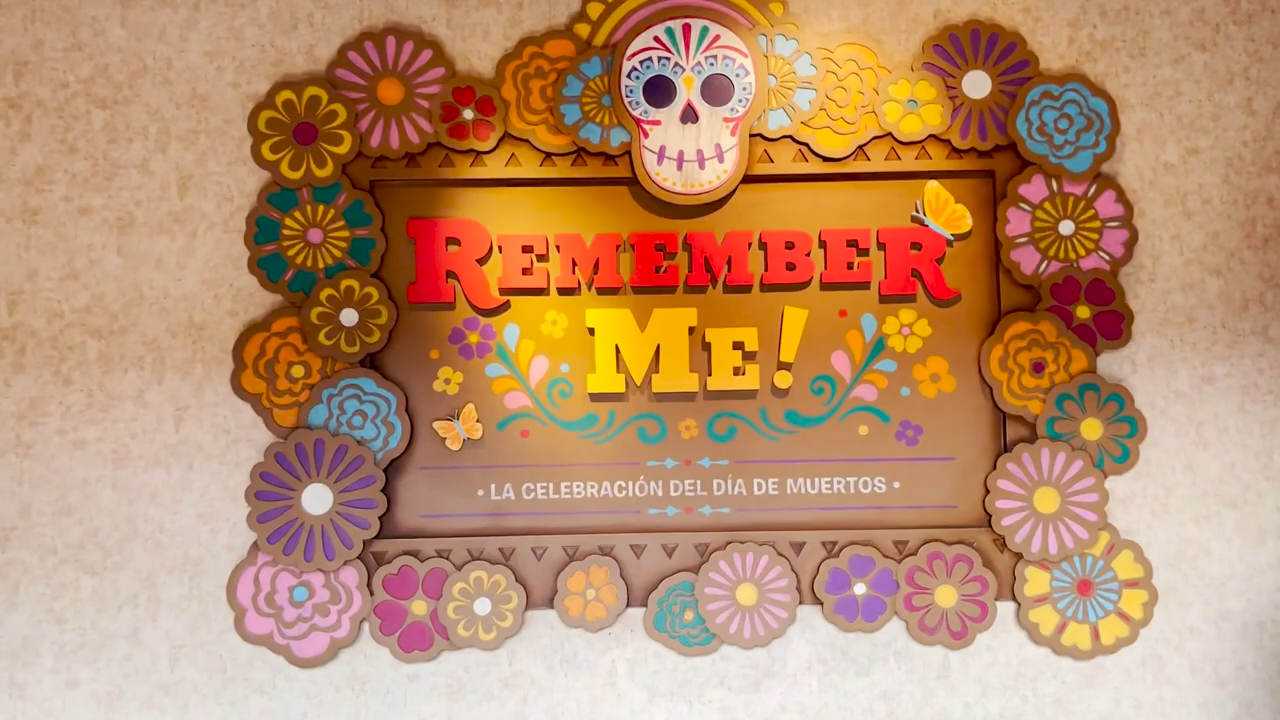 REMEMBER
ME!
• LA CELEBRACIÓN DEL DÍA DE MUERTOS •